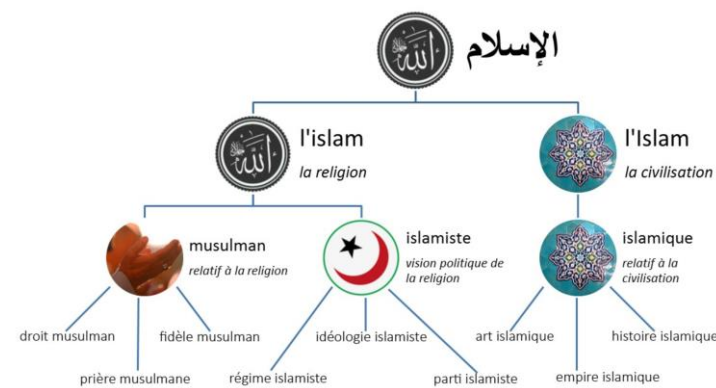 الإسلام
l'islam
la religion
l'Islam
la civilisation
musulman
relatif à la religion
islamiste
vision politique de
la religion
islamique
relatif à la
civilisation
droit musulman
fidèle musulman
idéologie islamiste
art islamique
histoire islamique
prière musulmane
régime islamiste
parti islamiste
empire islamique